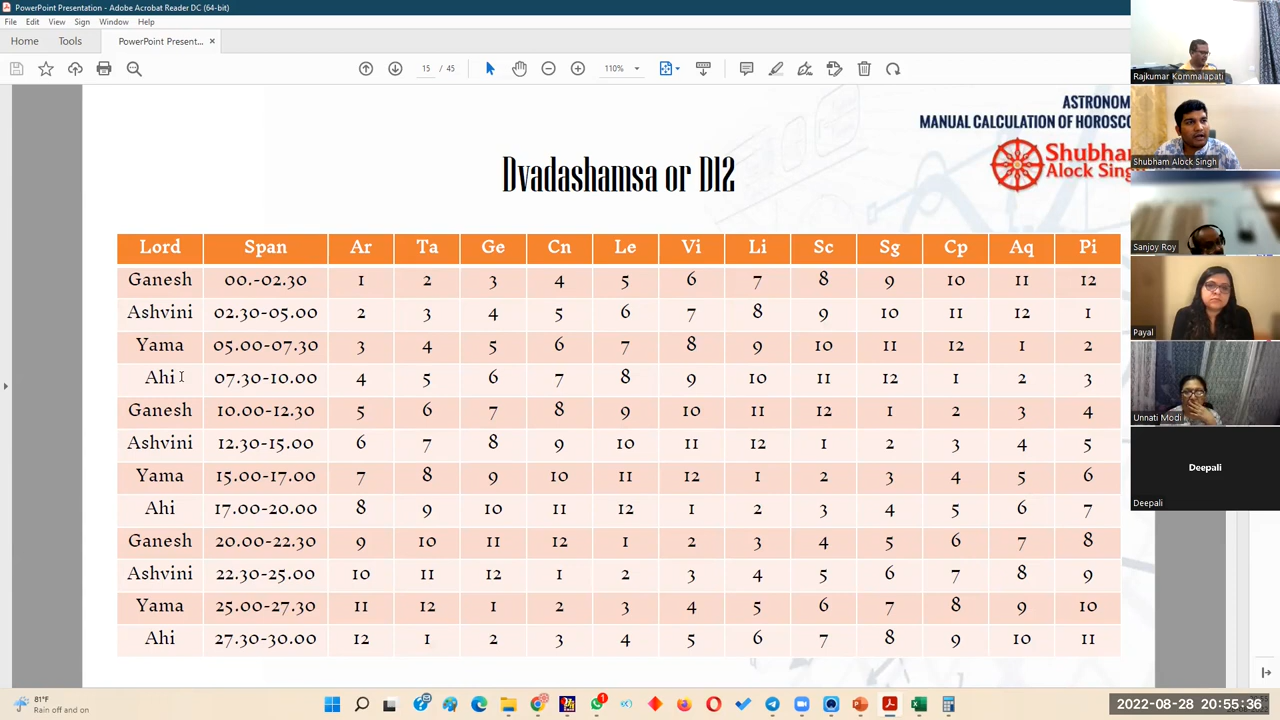 PowerPoint Presentation - Adobe Acrobat Reader DC (64-bit)
File Edit View Sign Window Help
Home Tools PowerPoint Present... ×
15 / 45 110%
ASTRONOM
MANUAL CALCULATION OF HOROSC
Shubham
Alock Sing
Dvadashamsa or D12
Lord Span Ar Ta Ge Cn Le Vi Li Sc Sg Cp Aq Pi
Ganesh 00.-02.30 1 2 3 4 5 6 7 8 9 10 11 12
Ashvini 02.30-05.00 2 3 4 5 6 7 8 9 10 11 12 1
Yama 05.00-07.30 3 4 5 6 7 8 9 10 11 12 1 2
Ahi 07.30-10.00 4 5 6 7 8 9 10 11 12 1 2 3
Ganesh 10.00-12.30 5 6 7 8 9 10 11 12 1 2 3 4
Ashvini 12.30-15.00 6 7 8 9 10 11 12 1 2 3 4 5
Yama 15.00-17.00 7 8 9 10 11 12 1 2 3 4 5 6
Ahi 17.00-20.00 8 9 10 11 12 1 2 3 4 5 6 7
Ganesh 20.00-22.30 9 10 11 12 1 2 3 4 5 6 7 8
Ashvini 22.30-25.00 10 11 12 1 2 3 4 5 6 7 8 9
Yama 25.00-27.30 11 12 1 2 3 4 5 6 7 8 9 10
Ahi 27.30-30.00 12 1 2 3 4 5 6 7 8 9 10 11
Rajkumar Kommalapati
Shubham Alock Singh
Sanjoy Roy
Payal
Unnati Modi
Deepali
Deepali
81°F
Rain off and on
1
2022-08-28 20:55:36